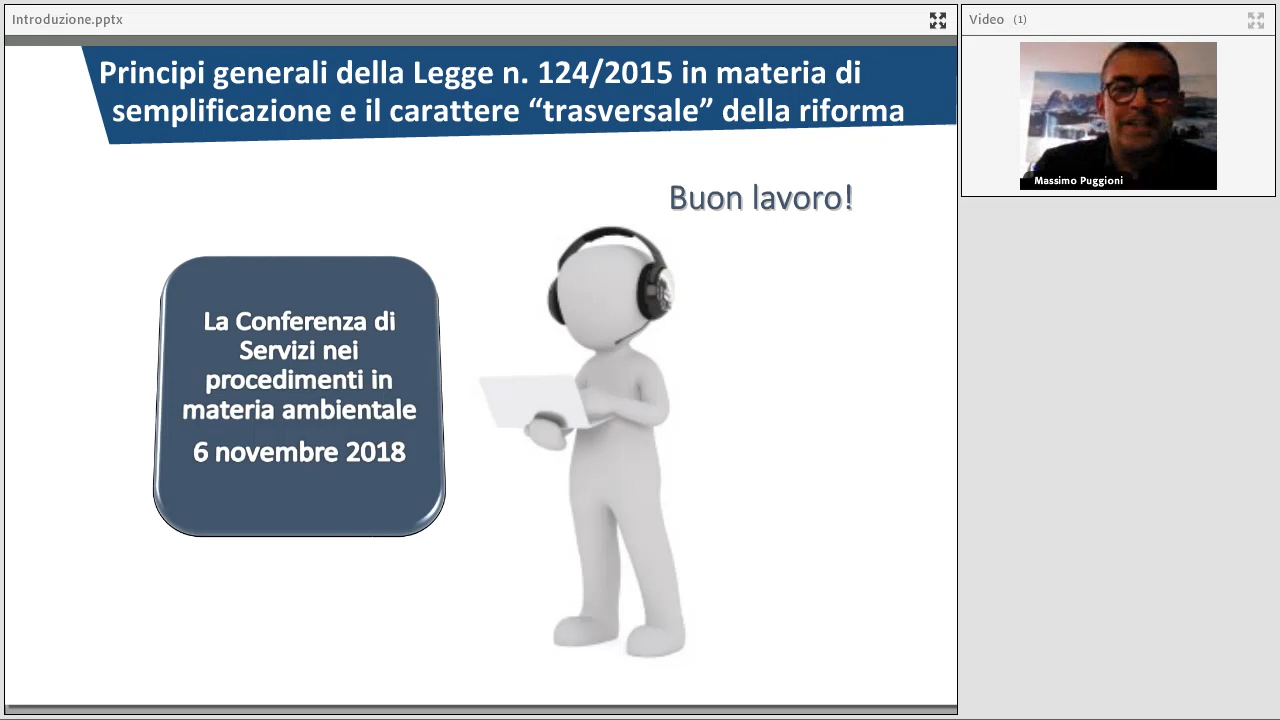 Introduzione.pptx
Video (1)
Principi generali della Legge n. 124/2015 in materia di
semplificazione e il carattere “trasversale” della riforma
Massimo Puggioni
Buon lavoro!
La Conferenza di
Servizi nei
procedimenti in
materia ambientale
6 novembre 2018